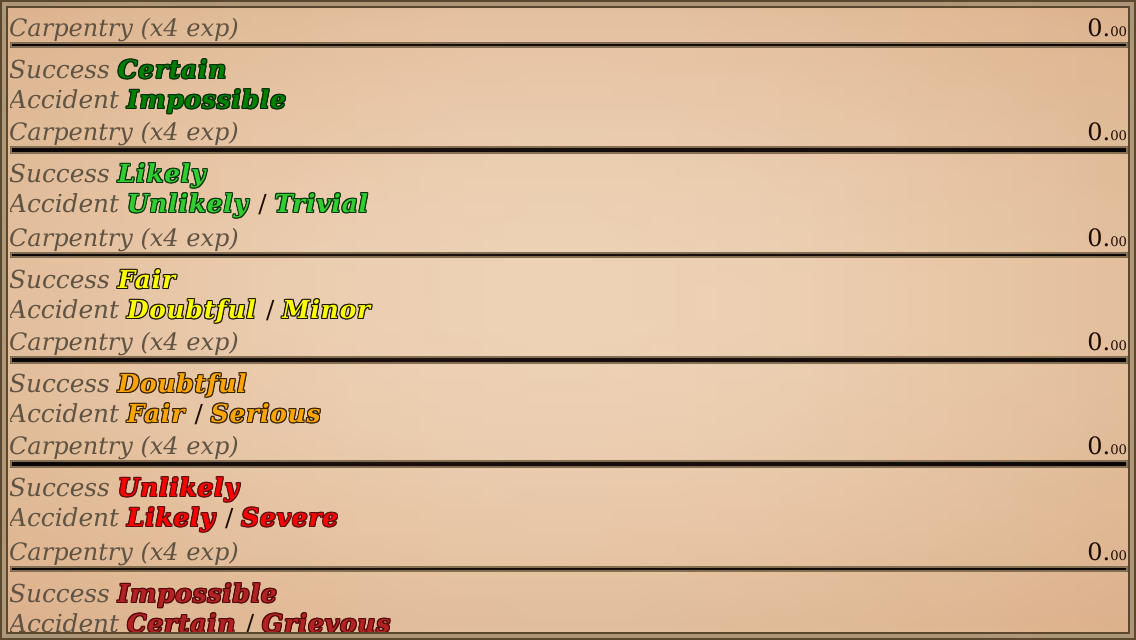 Carpentry (x4 exp) 0.00
Success Certain
Accident Impossible
Carpentry (x4 exp) 0.00
Success Likely
Accident Unlikely / Trivial
Carpentry (x4 exp) 0.00
Success Fair
Accident Doubtful / Minor
Carpentry (x4 exp) 0.00
Success Doubtful
Accident Fair / Serious
Carpentry (x4 exp) 0.00
Success Unlikely
Accident Likely / Severe
Carpentry (x4 exp) 0.00
Success Impossible
Accident Certain / Grievous